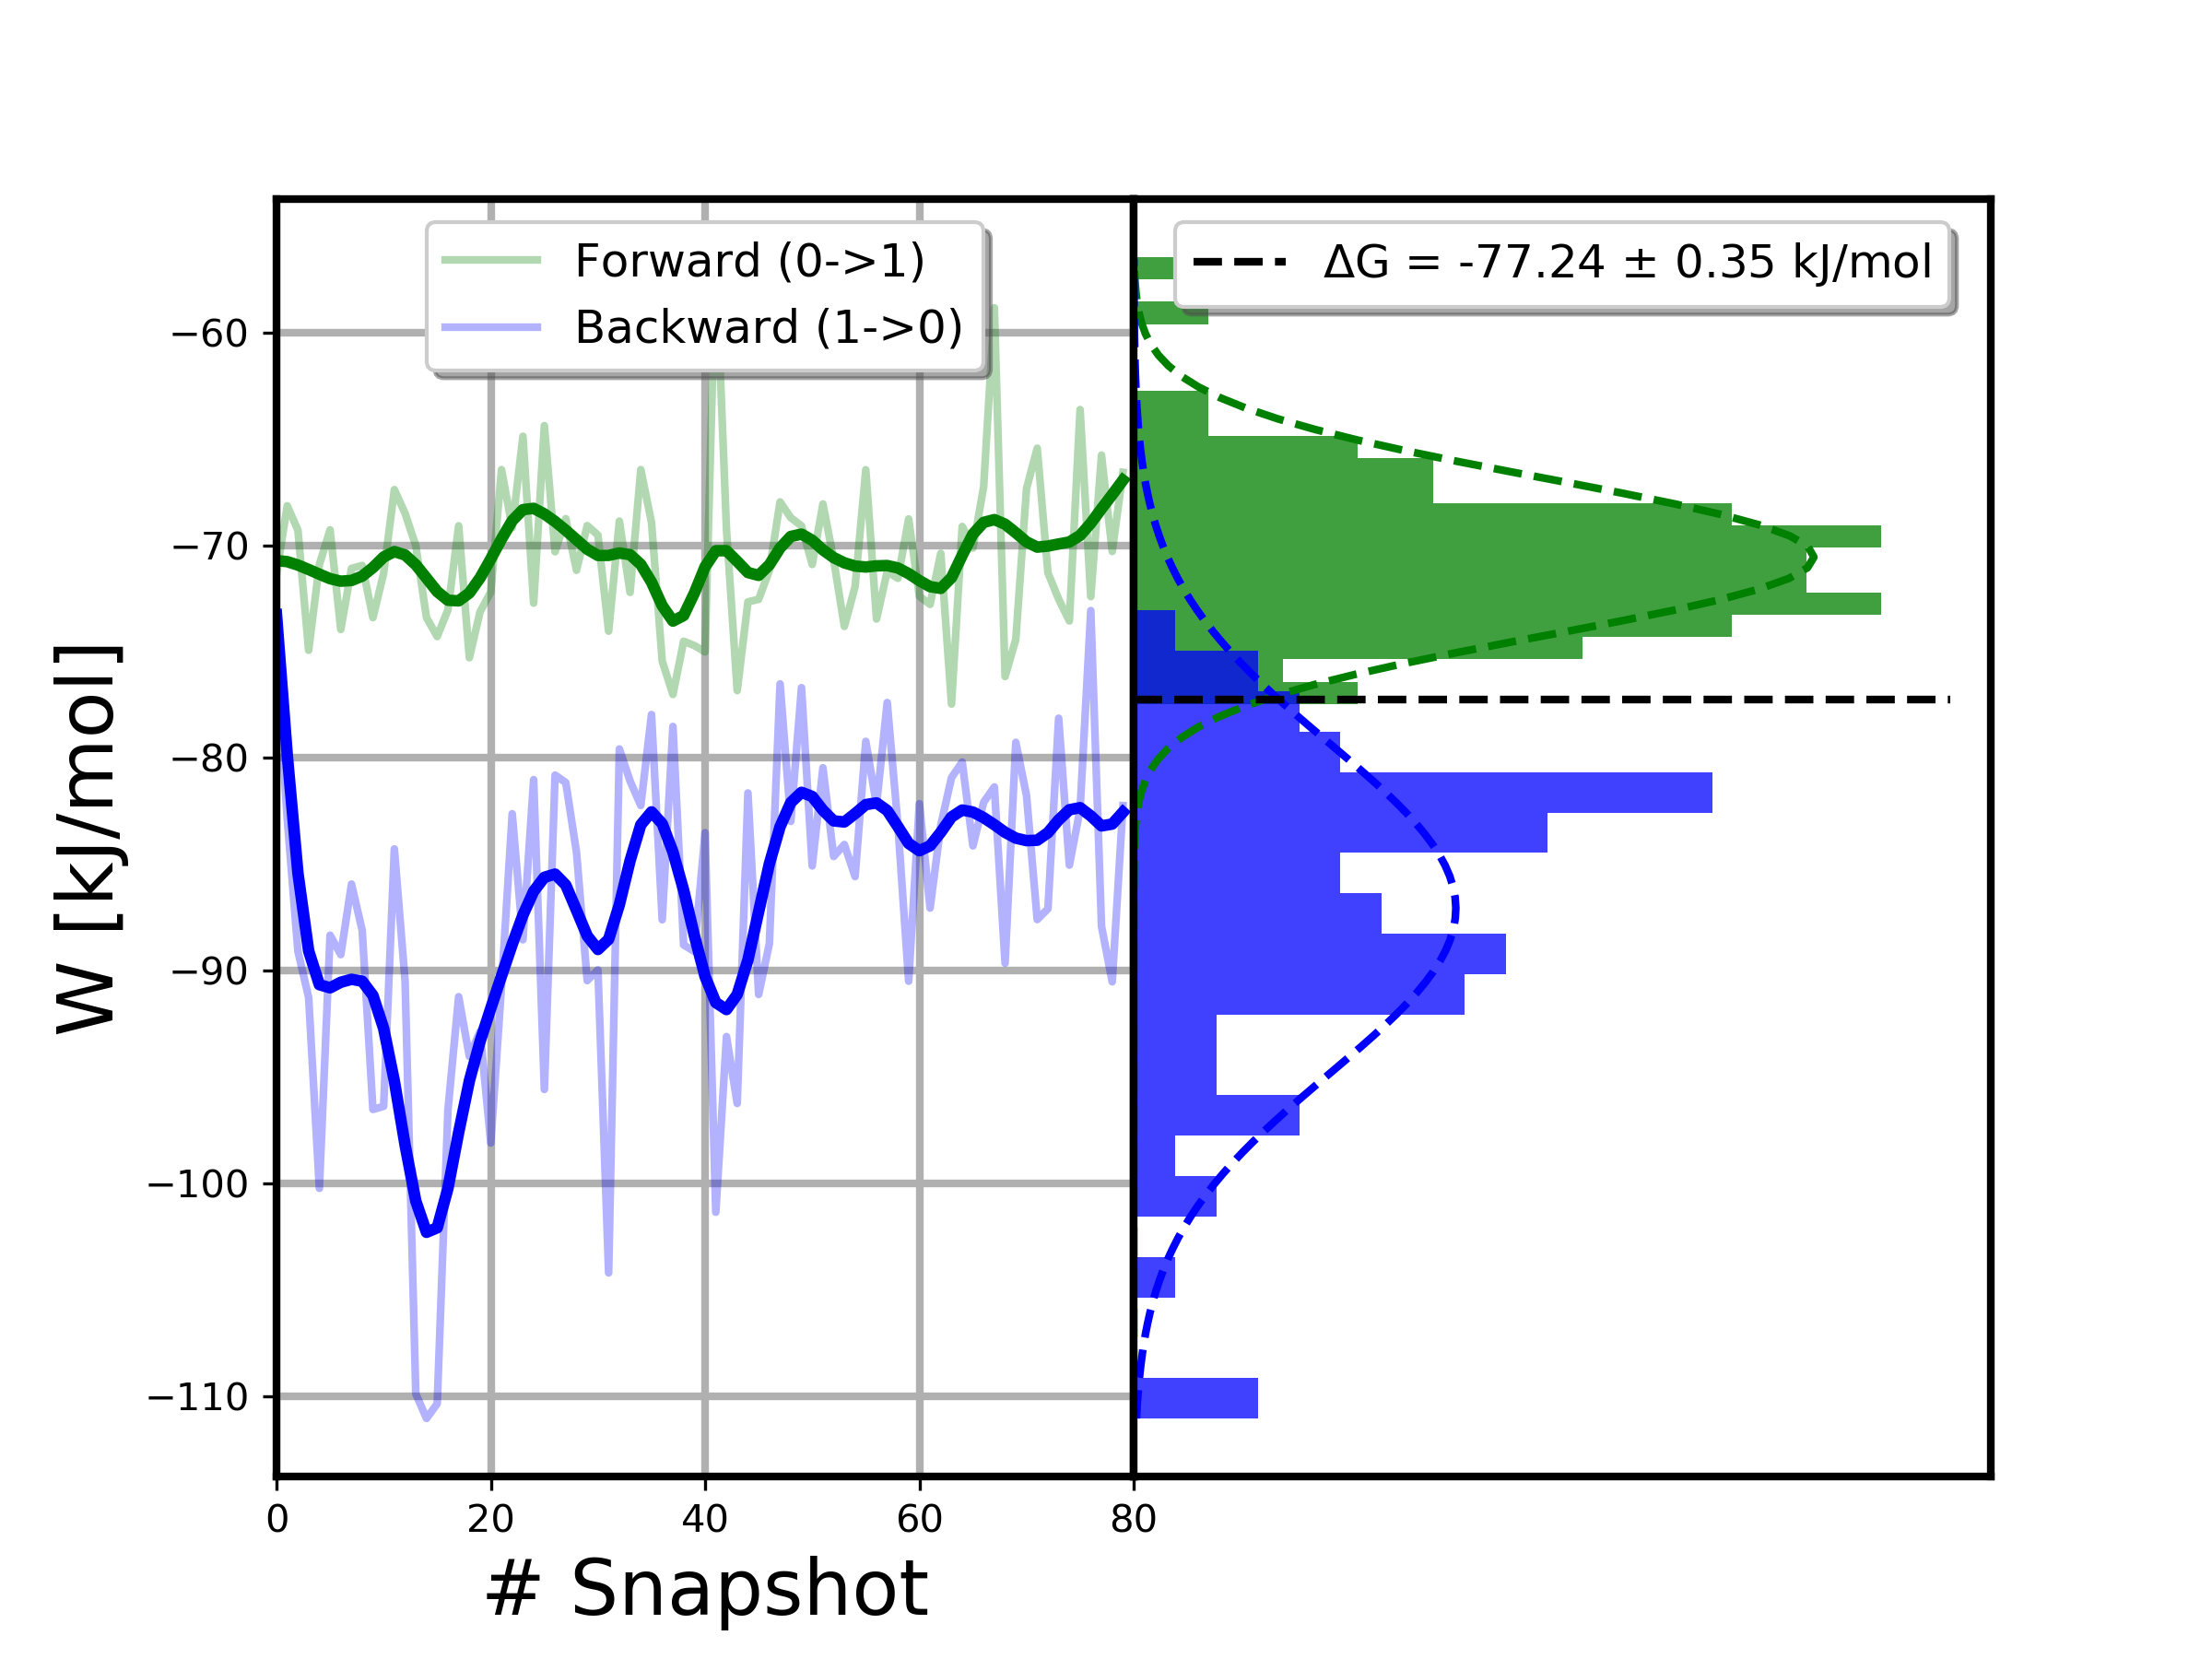 Forward (0->1)
Backward (1->0)
ΔG = -77.24 ± 0.35 kJ/mol
W [kJ/mol]
−60
−70
−80
−90
−100
−110
0
20
40
60
80
# Snapshot